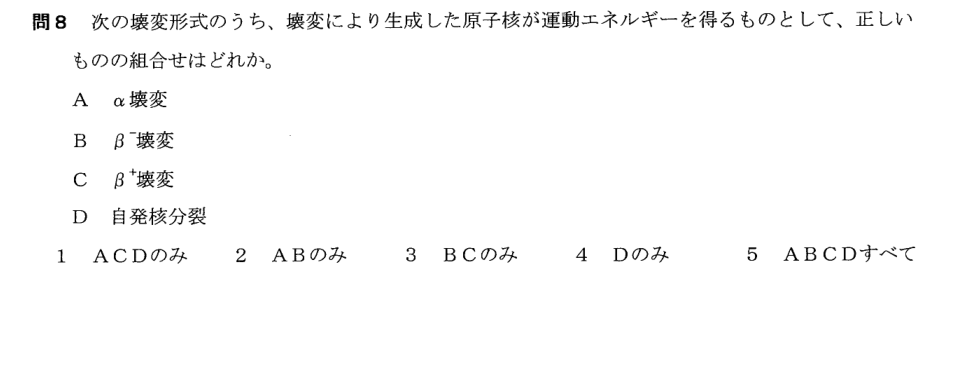 問８　次の壊変形式のうち、壊変により生成した原子核が運動エネルギーを得るものとして、正しい
ものの組合せはどれか。
Ａ　α壊変
Ｂ　β⁻壊変
Ｃ　β⁺壊変
Ｄ　自発核分裂
１　ＡＣＤのみ　２　ＡＢのみ　３　ＢＣのみ　４　Ｄのみ　５　ＡＢＣＤすべて